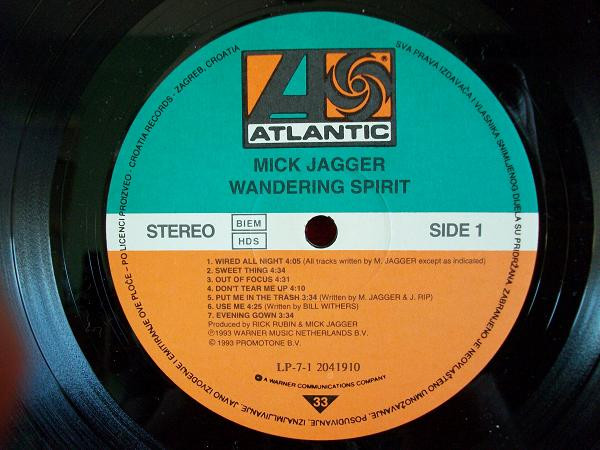 ATLANTIC
®
MICK JAGGER
WANDERING SPIRIT
STEREO
BIEM
HDS
SIDE 1
1. WIRED ALL NIGHT 4:05 (All tracks written by M. JAGGER except as indicated)
2. SWEET THING 4:34
3. OUT OF FOCUS 4:31
4. DON'T TEAR ME UP 4:10
5. PUT ME IN THE TRASH 3:34 (Written by M. JAGGER & J. RIP)
6. USE ME 4:25 (Written by BILL WITHERS)
7. EVENING GOWN 3:34
Produced by RICK RUBIN & MICK JAGGER
℗1993 WARNER MUSIC NETHERLANDS B.V.
©1993 PROMOTONE B.V.
LP-7-1 2041910
A WARNER COMMUNICATIONS COMPANY
33
PO LICENCI PROIZVEO - CROATIA RECORDS - ZAGREB, CROATIA
SVA PRAVA IZDAVAČA I VLASNIKA SNIMLJENOG DIJELA SU PRIDRŽANA. ZABRANJENO JE NEOVLAŠTENO UMNOŽAVANJE, POSUĐIVANJE, IZNAJMLJIVANJE, JAVNO IZVOĐENJE I EMITIRANJE OVE PLOČE -